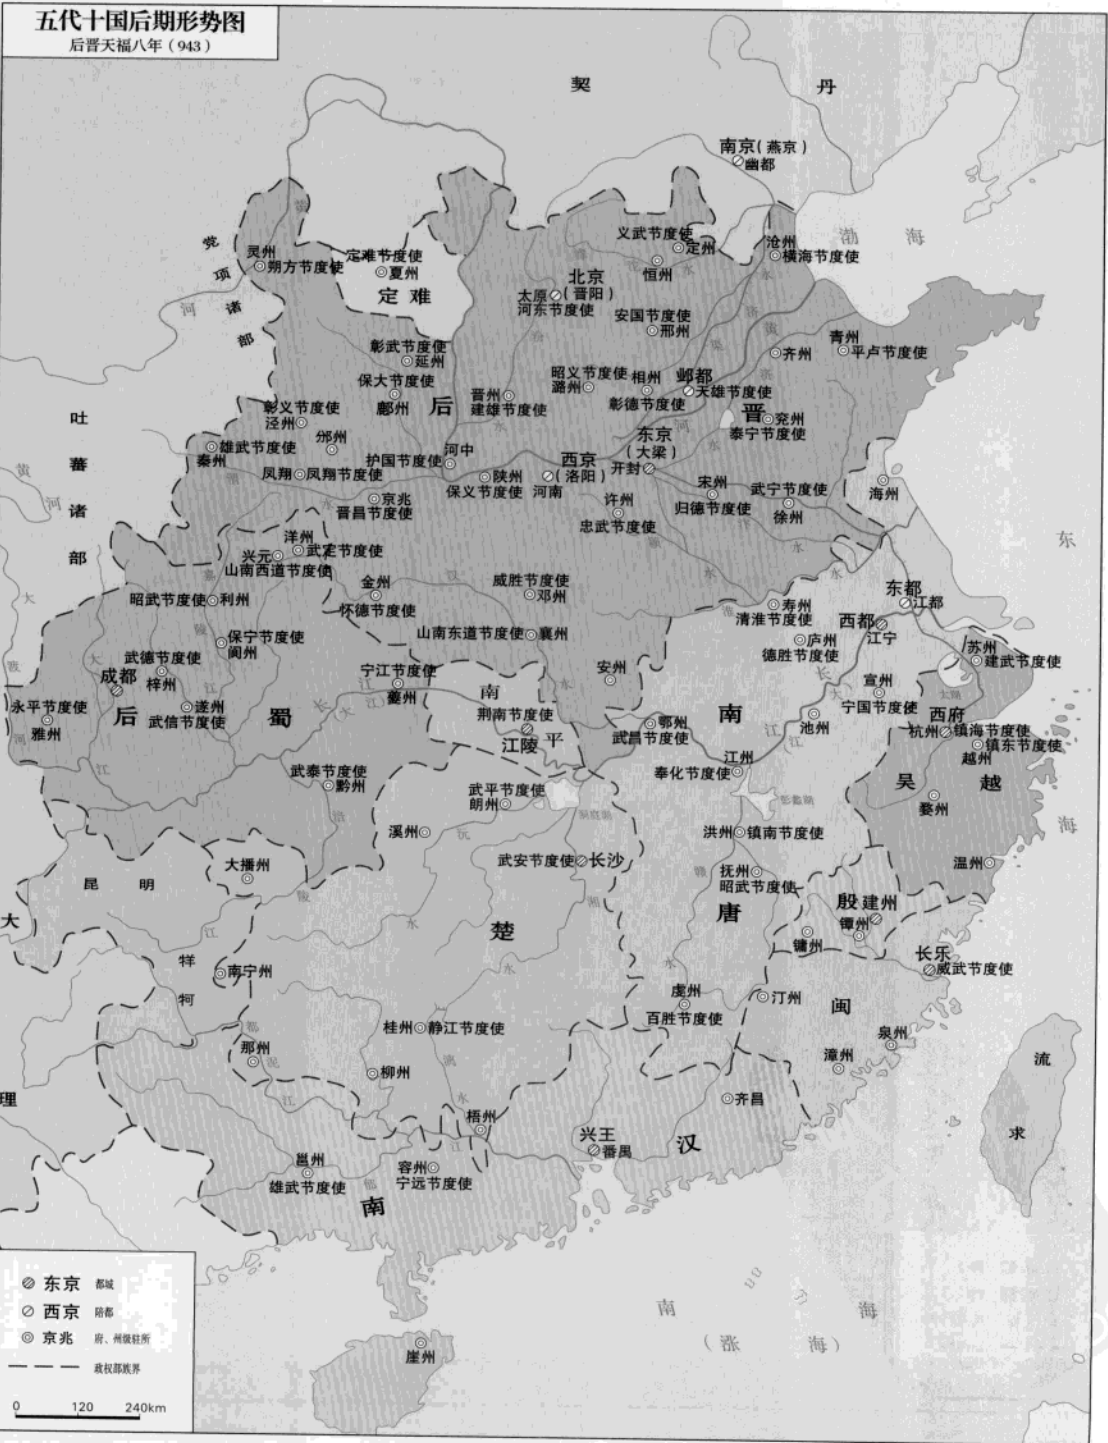 五代十国后期形势图
后晋天福八年（943）
契
丹
南京(燕京)
幽都
党
项
诸
部
灵州
朔方节度使
定难节度使
夏州
定难
义武节度使
定州
恒州
沧州
横海节度使
渤海
北京
太原(晋阳)
河东节度使
安国节度使
邢州
彰武节度使
延州
保大节度使
鄜州
后
晋州
建雄节度使
昭义节度使
潞州
相州
彰德节度使
邺都
天雄节度使
齐州
青州
平卢节度使
晋
兖州
泰宁节度使
吐
蕃
诸
部
黄
河
彰义节度使
泾州
邠州
雄武节度使
秦州
凤翔
凤翔节度使
护国节度使
河中
京兆
晋昌节度使
陕州
保义节度使
西京
(洛阳)
河南
东京
(大梁)
开封
许州
忠武节度使
宋州
归德节度使
武宁节度使
徐州
海州
东
海
洋州
武定节度使
兴元
山南西道节度使
昭武节度使
利州
金州
怀德节度使
威胜节度使
邓州
山南东道节度使
襄州
安州
保宁节度使
阆州
武德节度使
梓州
成都
遂州
武信节度使
永平节度使
雅州
后
蜀
宁江节度使
夔州
武泰节度使
黔州
南
平
荆南节度使
江陵
寿州
清淮节度使
庐州
德胜节度使
东都
江都
西都
江宁
苏州
建武节度使
宣州
宁国节度使
池州
西府
杭州
镇海节度使
镇东节度使
越州
吴
越
婺州
温州
太湖
南
唐
鄂州
武昌节度使
江州
奉化节度使
洪州
镇南节度使
抚州
昭武节度使
虔州
百胜节度使
武平节度使
朗州
溪州
洞庭湖
武安节度使
长沙
楚
大播州
昆明
大
理
牂
柯
南宁州
那州
桂州
静江节度使
柳州
梧州
殷
建州
镡州
镛州
长乐
威武节度使
汀州
闽
泉州
漳州
流
求
齐昌
兴王
番禺
汉
南
邕州
雄武节度使
容州
宁远节度使
崖州
南
海
(涨
海)
东京 都城
西京 陪都
京兆 府、州级驻所
政权部族界
0 120 240km